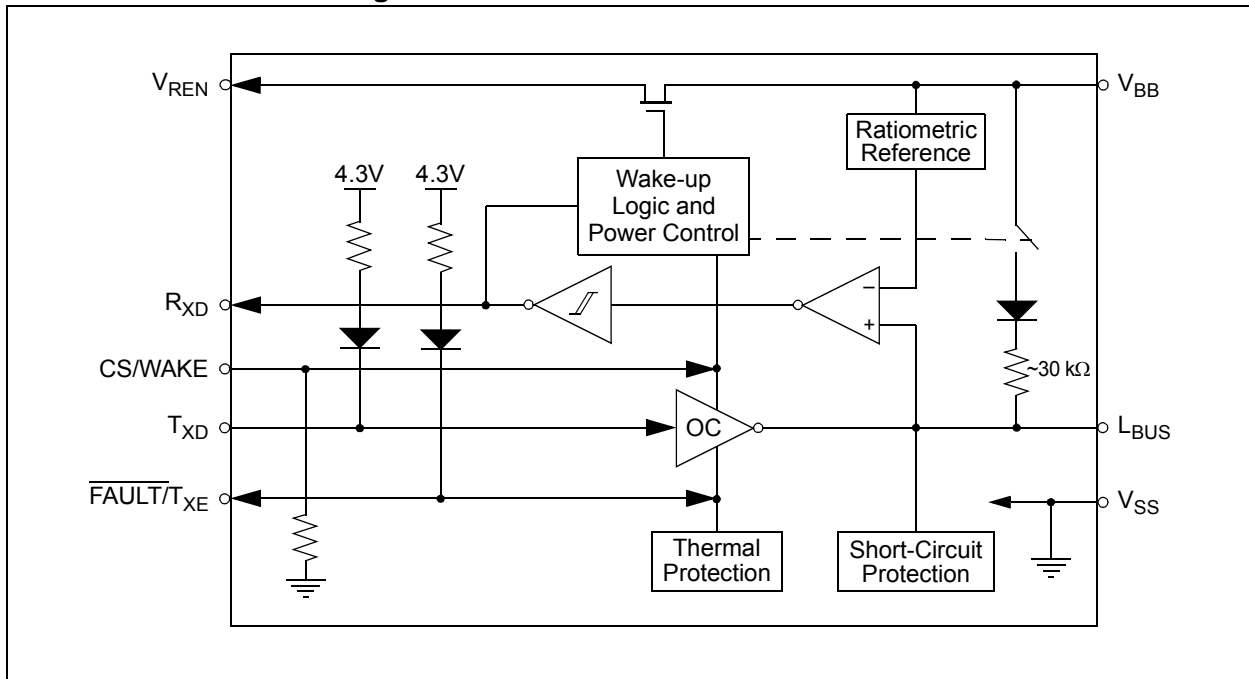 VREN
VBB
Ratiometric
Reference
4.3V
4.3V
Wake-up
Logic and
Power Control
RXD
−
+
CS/WAKE
~30 kΩ
TXD
OC
LBUS
FAULT/TXE
VSS
Thermal
Protection
Short-Circuit
Protection